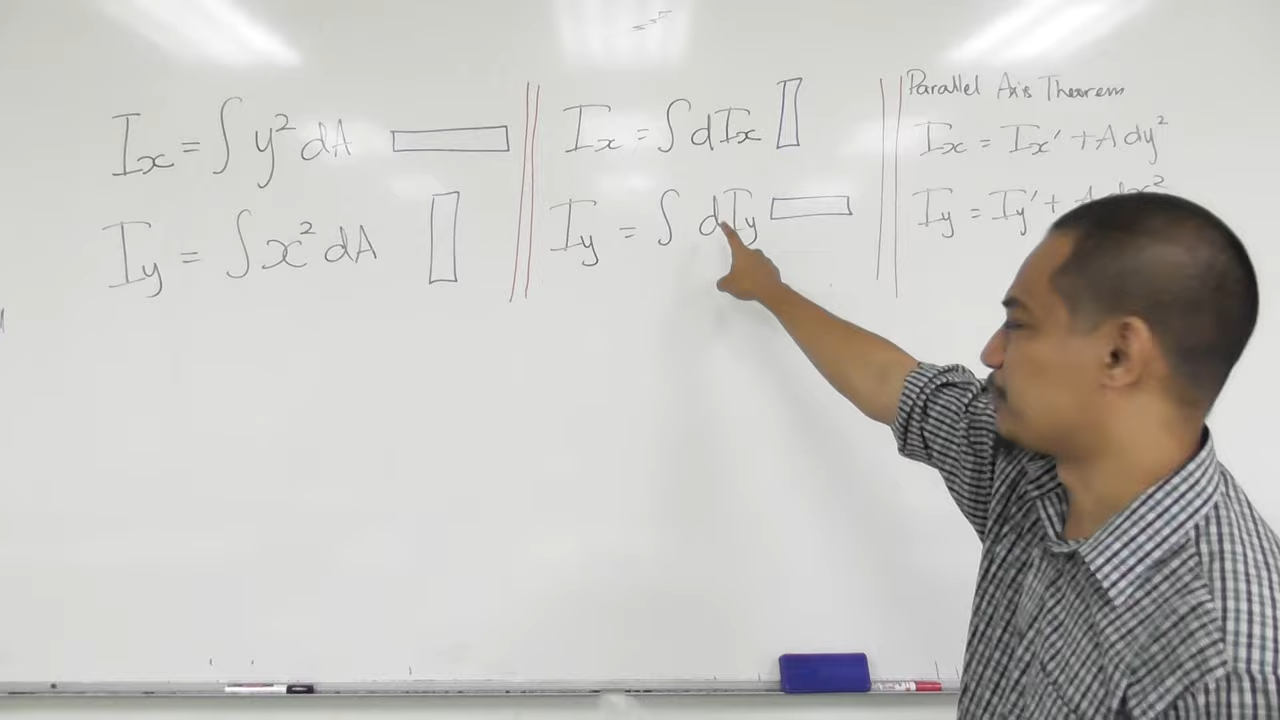 Ix = ∫ y² dA
Iy = ∫ x² dA
Ix = ∫ dIx
Iy = ∫ dIy
Parallel Axis Theorem
Ix = Ix' + A dy²
Iy = Iy' + A dx²